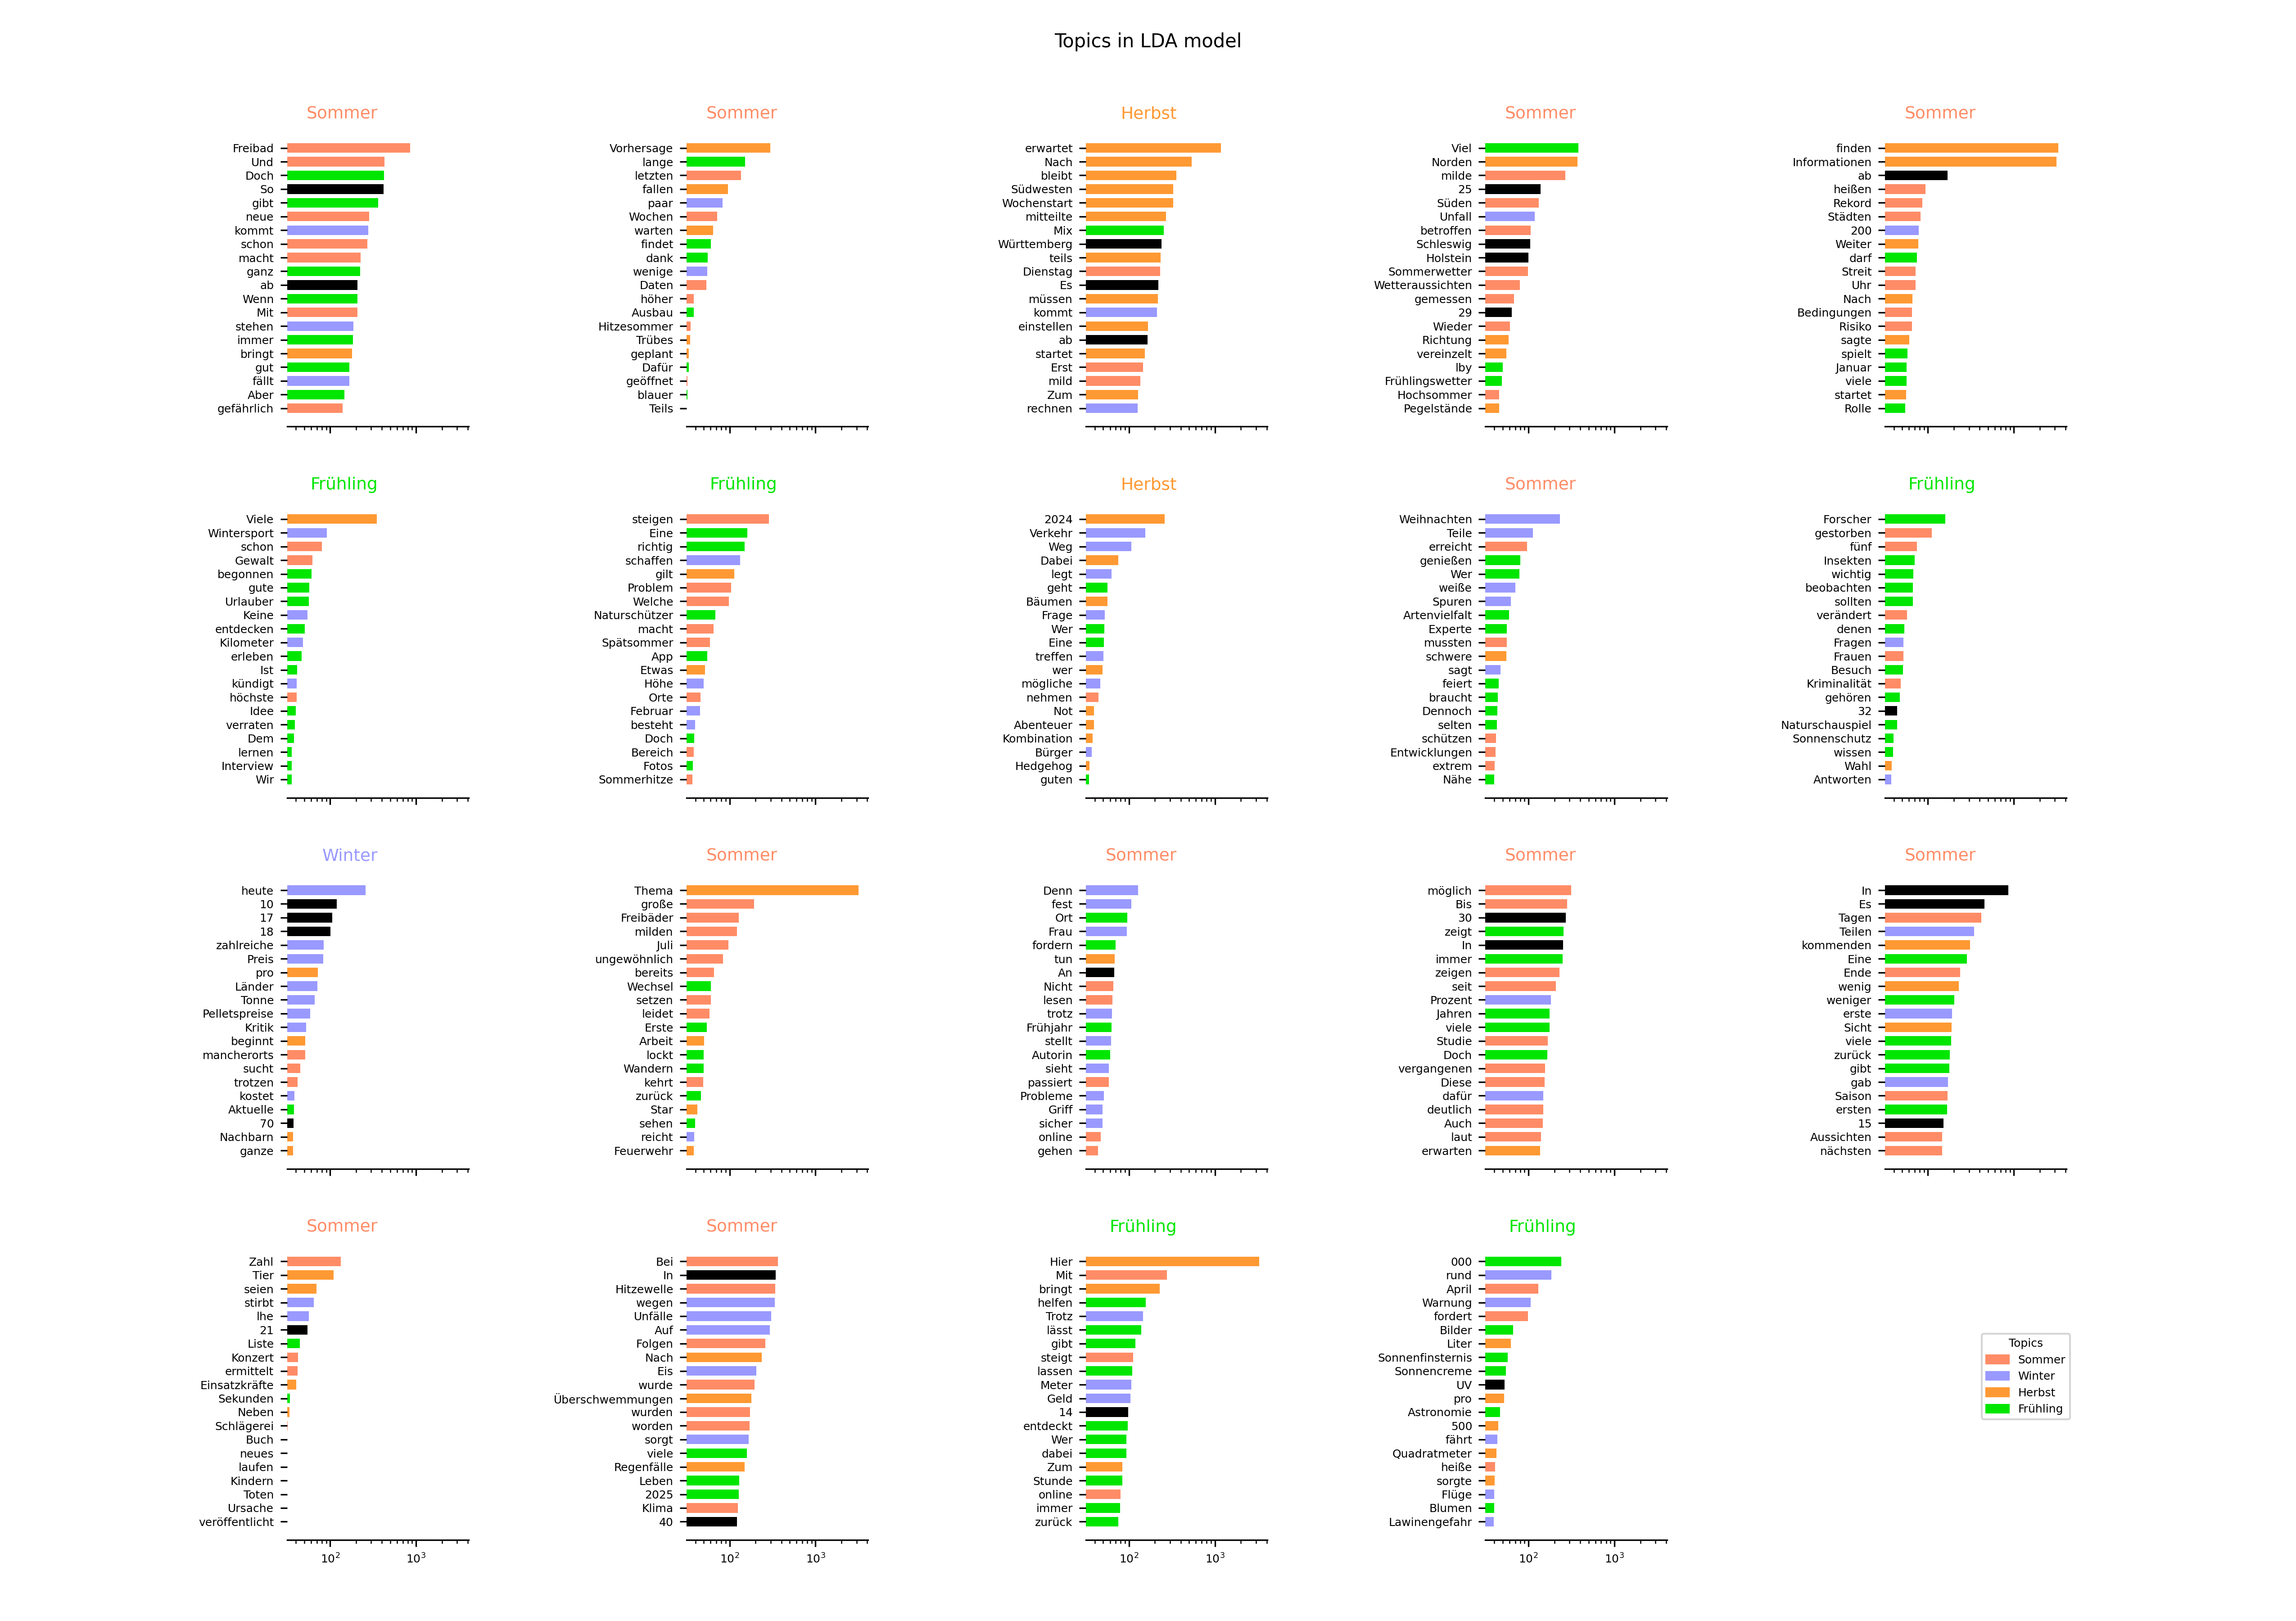 Topics in LDA model
Sommer
Freibad
Und
Doch
So
gibt
neue
kommt
schon
macht
ganz
ab
Wenn
Mit
stehen
immer
bringt
gut
fällt
Aber
gefährlich
Sommer
Vorhersage
lange
letzten
fallen
paar
Wochen
warten
findet
dank
wenige
Daten
höher
Ausbau
Hitzesommer
Trübes
geplant
Dafür
geöffnet
blauer
Teils
Herbst
erwartet
Nach
bleibt
Südwesten
Wochenstart
mitteilte
Mix
Württemberg
teils
Dienstag
Es
müssen
kommt
einstellen
ab
startet
Erst
mild
Zum
rechnen
Sommer
Viel
Norden
milde
25
Süden
Unfall
betroffen
Schleswig
Holstein
Sommerwetter
Wetteraussichten
gemessen
29
Wieder
Richtung
vereinzelt
lby
Frühlingswetter
Hochsommer
Pegelstände
Sommer
finden
Informationen
ab
heißen
Rekord
Städten
200
Weiter
darf
Streit
Uhr
Nach
Bedingungen
Risiko
sagte
spielt
Januar
viele
startet
Rolle
Frühling
Viele
Wintersport
schon
Gewalt
begonnen
gute
Urlauber
Keine
entdecken
Kilometer
erleben
Ist
kündigt
höchste
Idee
verraten
Dem
lernen
Interview
Wir
Frühling
steigen
Eine
richtig
schaffen
gilt
Problem
Welche
Naturschützer
macht
Spätsommer
App
Etwas
Höhe
Orte
Februar
besteht
Doch
Bereich
Fotos
Sommerhitze
Herbst
2024
Verkehr
Weg
Dabei
legt
geht
Bäumen
Frage
Wer
Eine
treffen
wer
mögliche
nehmen
Not
Abenteuer
Kombination
Bürger
Hedgehog
guten
Sommer
Weihnachten
Teile
erreicht
genießen
Wer
weiße
Spuren
Artenvielfalt
Experte
mussten
schwere
sagt
feiert
braucht
Dennoch
selten
schützen
Entwicklungen
extrem
Nähe
Frühling
Forscher
gestorben
fünf
Insekten
wichtig
beobachten
sollten
verändert
denen
Fragen
Frauen
Besuch
Kriminalität
gehören
32
Naturschauspiel
Sonnenschutz
wissen
Wahl
Antworten
Winter
heute
10
17
18
zahlreiche
Preis
pro
Länder
Tonne
Pelletspreise
Kritik
beginnt
mancherorts
sucht
trotzen
kostet
Aktuelle
70
Nachbarn
ganze
Sommer
Thema
große
Freibäder
milden
Juli
ungewöhnlich
bereits
Wechsel
setzen
leidet
Erste
Arbeit
lockt
Wandern
kehrt
zurück
Star
sehen
reicht
Feuerwehr
Sommer
Denn
fest
Ort
Frau
fordern
tun
An
Nicht
lesen
trotz
Frühjahr
stellt
Autorin
sieht
passiert
Probleme
Griff
sicher
online
gehen
Sommer
möglich
Bis
30
zeigt
In
immer
zeigen
seit
Prozent
Jahren
viele
Studie
Doch
vergangenen
Diese
dafür
deutlich
Auch
laut
erwarten
Sommer
In
Es
Tagen
Teilen
kommenden
Eine
Ende
wenig
weniger
erste
Sicht
viele
zurück
gibt
gab
Saison
ersten
15
Aussichten
nächsten
Sommer
Zahl
Tier
seien
stirbt
lhe
21
Liste
Konzert
ermittelt
Einsatzkräfte
Sekunden
Neben
Schlägerei
Buch
neues
laufen
Kindern
Toten
Ursache
veröffentlicht
10² 10³
Sommer
Bei
In
Hitzewelle
wegen
Unfälle
Auf
Folgen
Nach
Eis
wurde
Überschwemmungen
wurden
worden
sorgt
viele
Regenfälle
Leben
2025
Klima
40
10² 10³
Frühling
Hier
Mit
bringt
helfen
Trotz
lässt
gibt
steigt
lassen
Meter
Geld
14
entdeckt
Wer
dabei
Zum
Stunde
online
immer
zurück
10² 10³
Frühling
000
rund
April
Warnung
fordert
Bilder
Liter
Sonnenfinsternis
Sonnencreme
UV
pro
Astronomie
500
fährt
Quadratmeter
heiße
sorgte
Flüge
Blumen
Lawinengefahr
10² 10³
Topics
Sommer
Winter
Herbst
Frühling